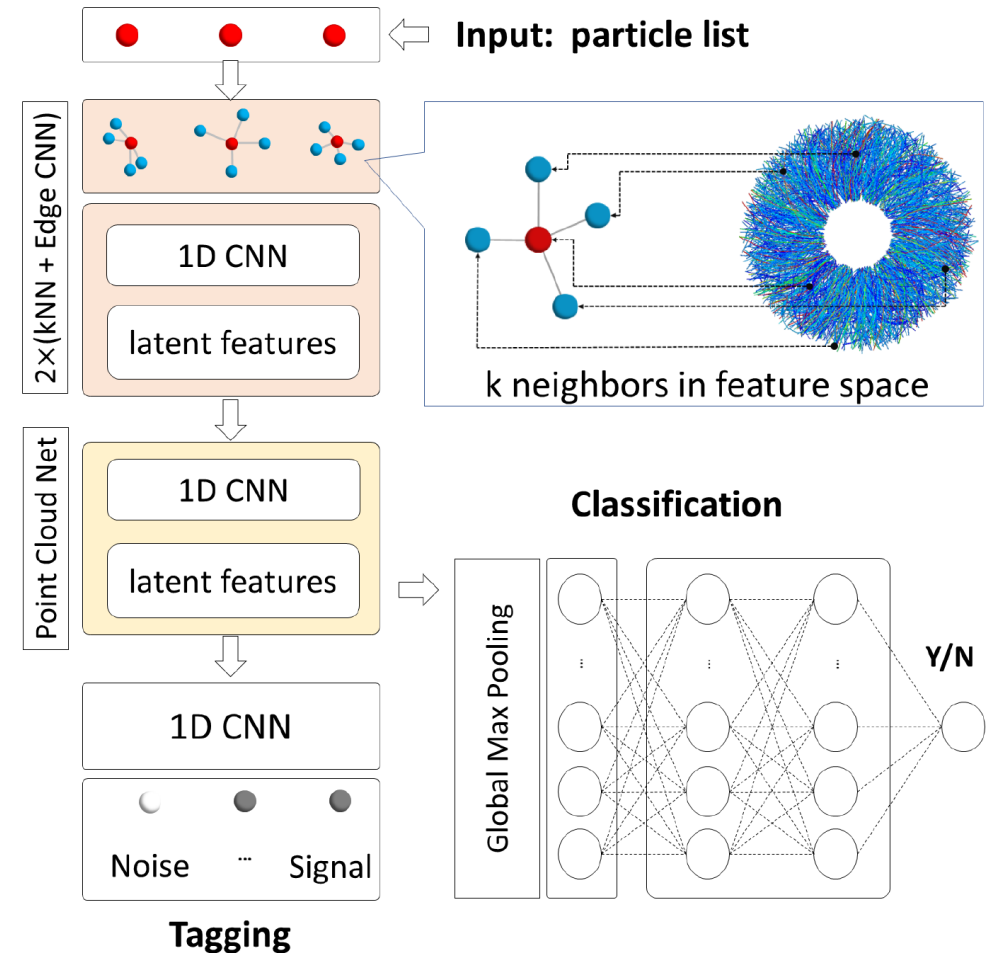 Input: particle list
2×(kNN + Edge CNN)
1D CNN
latent features
k neighbors in feature space
Point Cloud Net
1D CNN
latent features
1D CNN
Noise ... Signal
Tagging
Classification
Global Max Pooling
...
...
...
Y/N